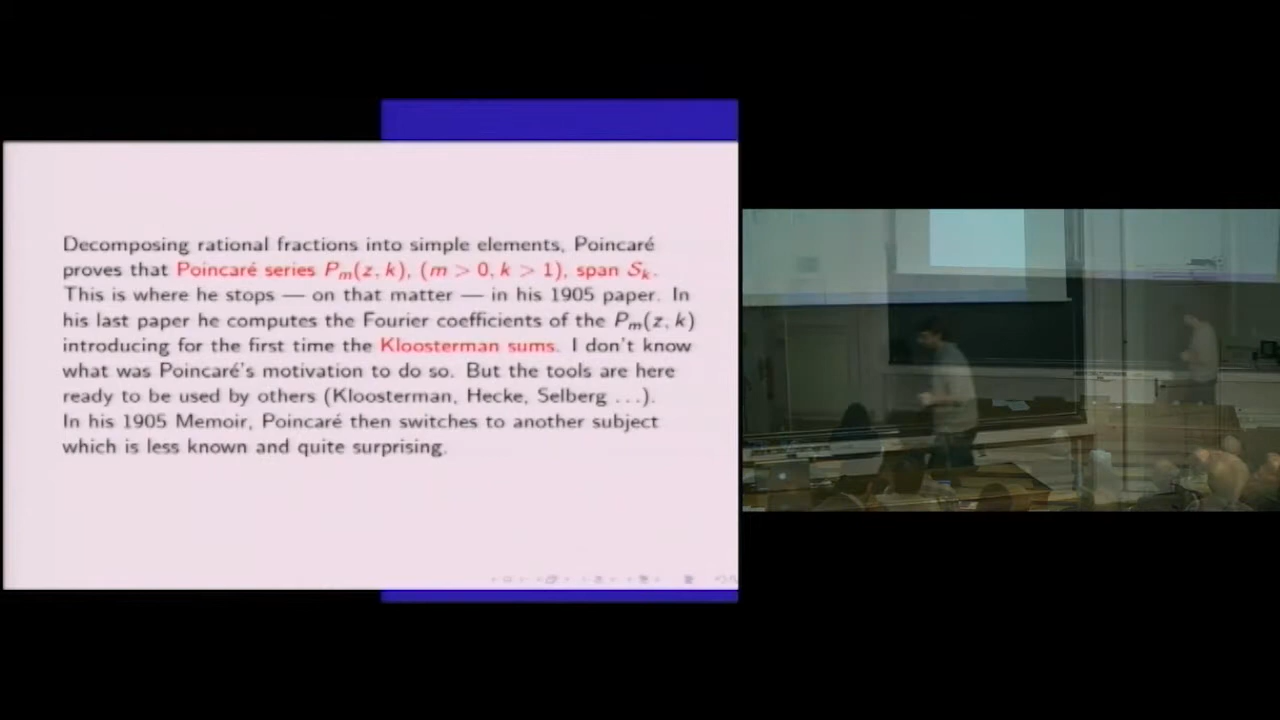 Decomposing rational fractions into simple elements, Poincaré
proves that Poincaré series Pm(z, k), (m > 0, k > 1), span Sk.
This is where he stops — on that matter — in his 1905 paper. In
his last paper he computes the Fourier coefficients of the Pm(z, k)
introducing for the first time the Kloosterman sums. I don't know
what was Poincaré's motivation to do so. But the tools are here
ready to be used by others (Kloosterman, Hecke, Selberg ...).
In his 1905 Memoir, Poincaré then switches to another subject
which is less known and quite surprising.